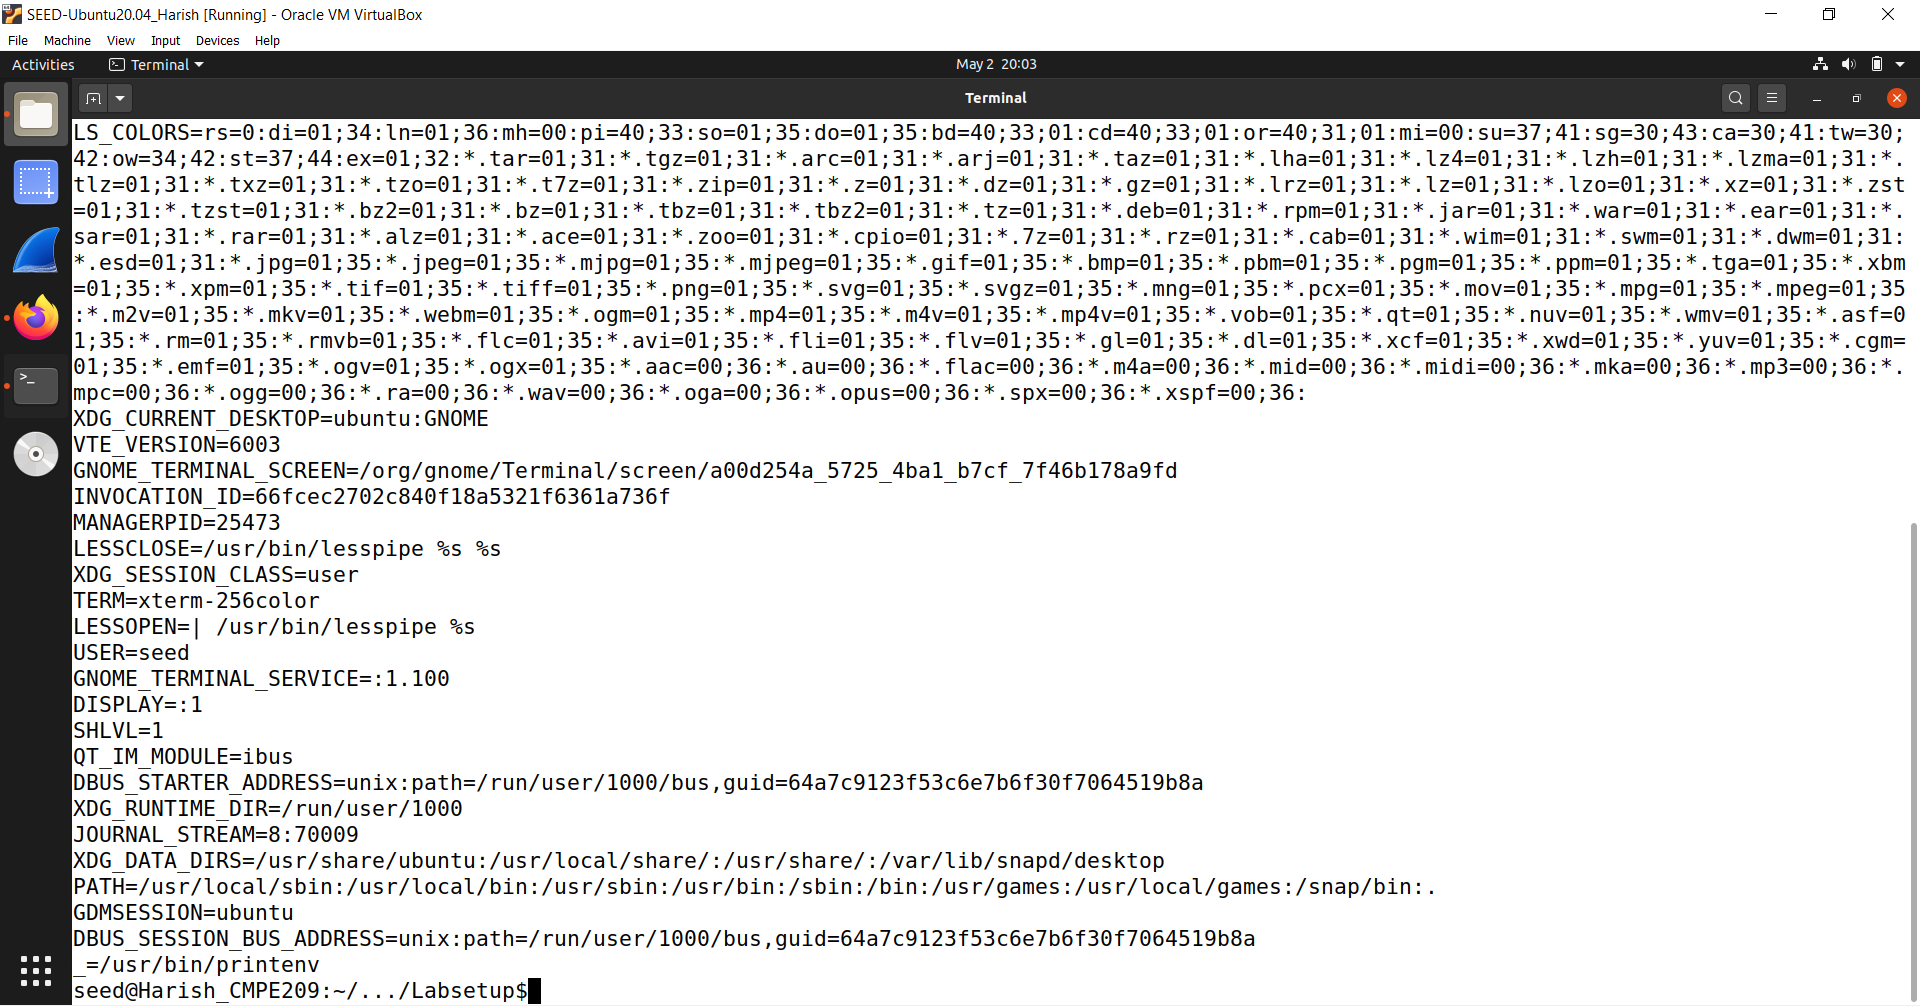 SEED-Ubuntu20.04_Harish [Running] - Oracle VM VirtualBox
File Machine View Input Devices Help
Activities Terminal May 2 20:03
Terminal
LS_COLORS=rs=0:di=01;34:ln=01;36:mh=00:pi=40;33:so=01;35:do=01;35:bd=40;33;01:cd=40;33;01:or=40;31;01:mi=00:su=37;41:sg=30;43:ca=30;41:tw=30;
42:ow=34;42:st=37;44:ex=01;32:*.tar=01;31:*.tgz=01;31:*.arc=01;31:*.arj=01;31:*.taz=01;31:*.lha=01;31:*.lz4=01;31:*.lzh=01;31:*.lzma=01;31:*.
tlz=01;31:*.txz=01;31:*.tzo=01;31:*.t7z=01;31:*.zip=01;31:*.z=01;31:*.dz=01;31:*.gz=01;31:*.lrz=01;31:*.lz=01;31:*.lzo=01;31:*.xz=01;31:*.zst
=01;31:*.tzst=01;31:*.bz2=01;31:*.bz=01;31:*.tbz=01;31:*.tbz2=01;31:*.tz=01;31:*.deb=01;31:*.rpm=01;31:*.jar=01;31:*.war=01;31:*.ear=01;31:*.
sar=01;31:*.rar=01;31:*.alz=01;31:*.ace=01;31:*.zoo=01;31:*.cpio=01;31:*.7z=01;31:*.rz=01;31:*.cab=01;31:*.wim=01;31:*.swm=01;31:*.dwm=01;31:
*.esd=01;31:*.jpg=01;35:*.jpeg=01;35:*.mjpg=01;35:*.mjpeg=01;35:*.gif=01;35:*.bmp=01;35:*.pbm=01;35:*.pgm=01;35:*.ppm=01;35:*.tga=01;35:*.xbm
=01;35:*.xpm=01;35:*.tif=01;35:*.tiff=01;35:*.png=01;35:*.svg=01;35:*.svgz=01;35:*.mng=01;35:*.pcx=01;35:*.mov=01;35:*.mpg=01;35:*.mpeg=01;35
:*.m2v=01;35:*.mkv=01;35:*.webm=01;35:*.ogm=01;35:*.mp4=01;35:*.m4v=01;35:*.mp4v=01;35:*.vob=01;35:*.qt=01;35:*.nuv=01;35:*.wmv=01;35:*.asf=0
1;35:*.rm=01;35:*.rmvb=01;35:*.flc=01;35:*.avi=01;35:*.fli=01;35:*.flv=01;35:*.gl=01;35:*.dl=01;35:*.xcf=01;35:*.xwd=01;35:*.yuv=01;35:*.cgm=
01;35:*.emf=01;35:*.ogv=01;35:*.ogx=01;35:*.aac=00;36:*.au=00;36:*.flac=00;36:*.m4a=00;36:*.mid=00;36:*.midi=00;36:*.mka=00;36:*.mp3=00;36:*.
mpc=00;36:*.ogg=00;36:*.ra=00;36:*.wav=00;36:*.oga=00;36:*.opus=00;36:*.spx=00;36:*.xspf=00;36:
XDG_CURRENT_DESKTOP=ubuntu:GNOME
VTE_VERSION=6003
GNOME_TERMINAL_SCREEN=/org/gnome/Terminal/screen/a00d254a_5725_4ba1_b7cf_7f46b178a9fd
INVOCATION_ID=66fcec2702c840f18a5321f6361a736f
MANAGERPID=25473
LESSCLOSE=/usr/bin/lesspipe %s %s
XDG_SESSION_CLASS=user
TERM=xterm-256color
LESSOPEN=| /usr/bin/lesspipe %s
USER=seed
GNOME_TERMINAL_SERVICE=:1.100
DISPLAY=:1
SHLVL=1
QT_IM_MODULE=ibus
DBUS_STARTER_ADDRESS=unix:path=/run/user/1000/bus,guid=64a7c9123f53c6e7b6f30f7064519b8a
XDG_RUNTIME_DIR=/run/user/1000
JOURNAL_STREAM=8:70009
XDG_DATA_DIRS=/usr/share/ubuntu:/usr/local/share/:/usr/share/:/var/lib/snapd/desktop
PATH=/usr/local/sbin:/usr/local/bin:/usr/sbin:/usr/bin:/sbin:/bin:/usr/games:/usr/local/games:/snap/bin:.
GDMSESSION=ubuntu
DBUS_SESSION_BUS_ADDRESS=unix:path=/run/user/1000/bus,guid=64a7c9123f53c6e7b6f30f7064519b8a
_=/usr/bin/printenv
seed@Harish_CMPE209:~/.../Labsetup$